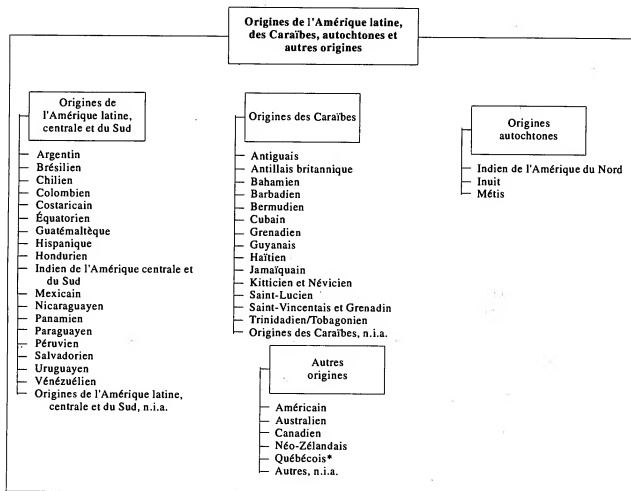 Origines de l'Amérique latine,
des Caraïbes, autochtones et
autres origines
Origines de
l'Amérique latine,
centrale et du Sud
Argentin
Brésilien
Chilien
Colombien
Costaricain
Équatorien
Guatémaltèque
Hispanique
Hondurien
Indien de l'Amérique centrale et
du Sud
Mexicain
Nicaraguayen
Panamien
Paraguayen
Péruvien
Salvadorien
Uruguayen
Vénézuélien
Origines de l'Amérique latine,
centrale et du Sud, n.i.a.
Origines des Caraïbes
Antiguais
Antillais britannique
Bahamien
Barbadien
Bermudien
Cubain
Grenadien
Guyanais
Haïtien
Jamaïquain
Kitticien et Névicien
Saint-Lucien
Saint-Vincentais et Grenadin
Trinidadien/Tobagonien
Origines des Caraïbes, n.i.a.
Autres
origines
Américain
Australien
Canadien
Néo-Zélandais
Québécois*
Autres, n.i.a.
Origines
autochtones
Indien de l'Amérique du Nord
Inuit
Métis